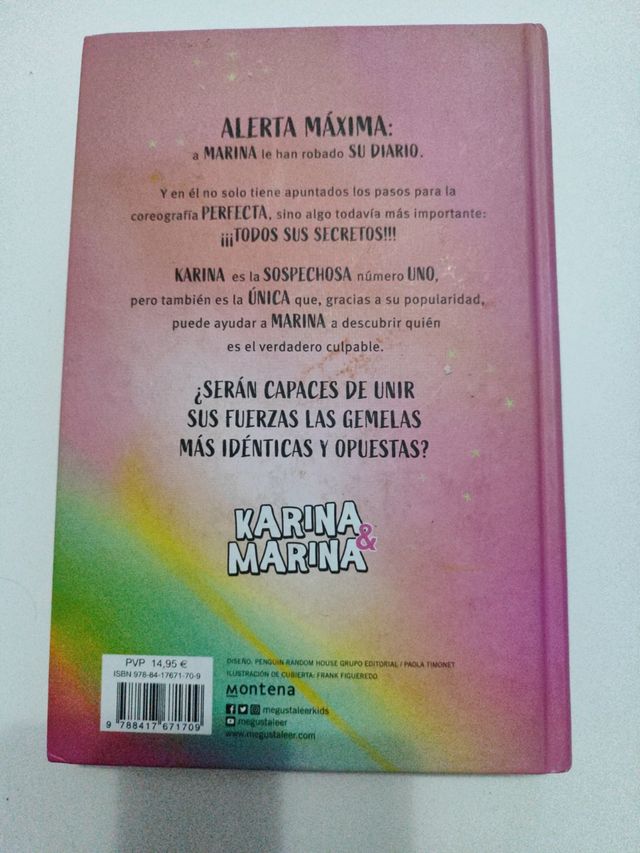 ALERTA MÁXIMA:
a MARINA le han robado SU DIARIO.
Y en él no solo tiene apuntados los pasos para la
coreografía PERFECTA, sino algo todavía más importante:
¡¡¡TODOS SUS SECRETOS!!!
KARINA es la SOSPECHOSA número UNO,
pero también es la ÚNICA que, gracias a su popularidad,
puede ayudar a MARINA a descubrir quién
es el verdadero culpable.
¿SERÁN CAPACES DE UNIR
SUS FUERZAS LAS GEMELAS
MÁS IDÉNTICAS Y OPUESTAS?
KARINA
&
MARINA
PVP 14,95 €
ISBN 978-84-17671-70-9
9 788417 671709
DISEÑO: PENGUIN RANDOM HOUSE GRUPO EDITORIAL / PAOLA TIMONET
ILUSTRACIÓN DE CUBIERTA: FRANK FIGUEREDO
montena
megustaleerkids
megustaleer
www.megustaleer.com